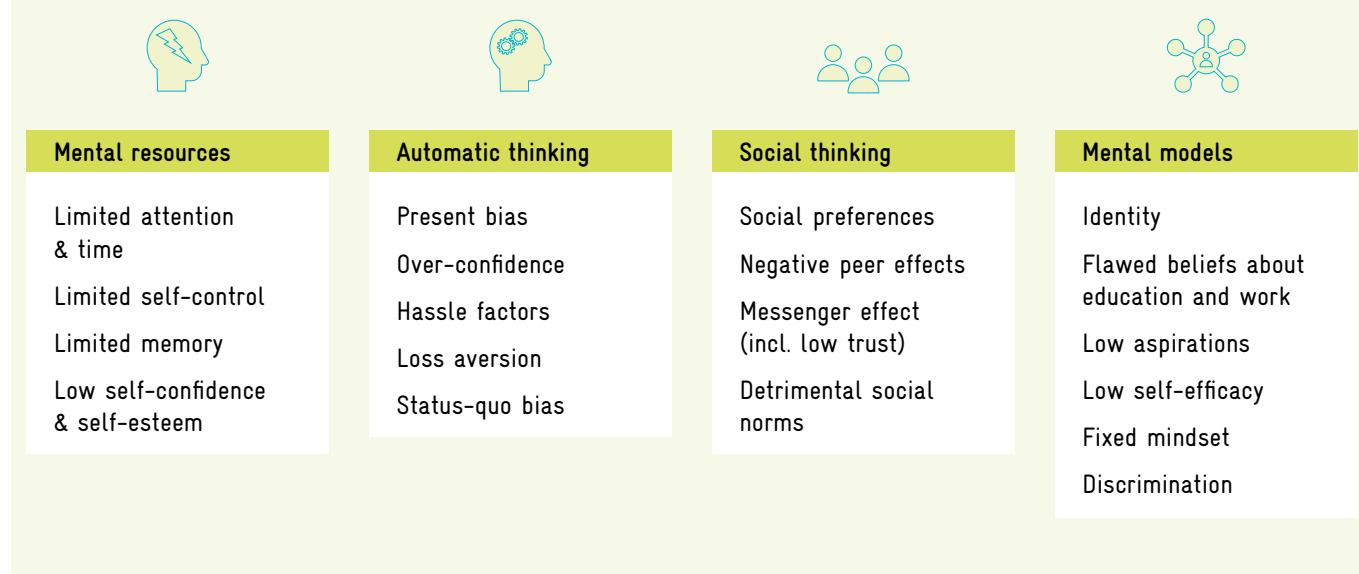 Mental resources
Limited attention
& time
Limited self-control
Limited memory
Low self-confidence
& self-esteem
Automatic thinking
Present bias
Over-confidence
Hassle factors
Loss aversion
Status-quo bias
Social thinking
Social preferences
Negative peer effects
Messenger effect
(incl. low trust)
Detrimental social
norms
Mental models
Identity
Flawed beliefs about
education and work
Low aspirations
Low self-efficacy
Fixed mindset
Discrimination